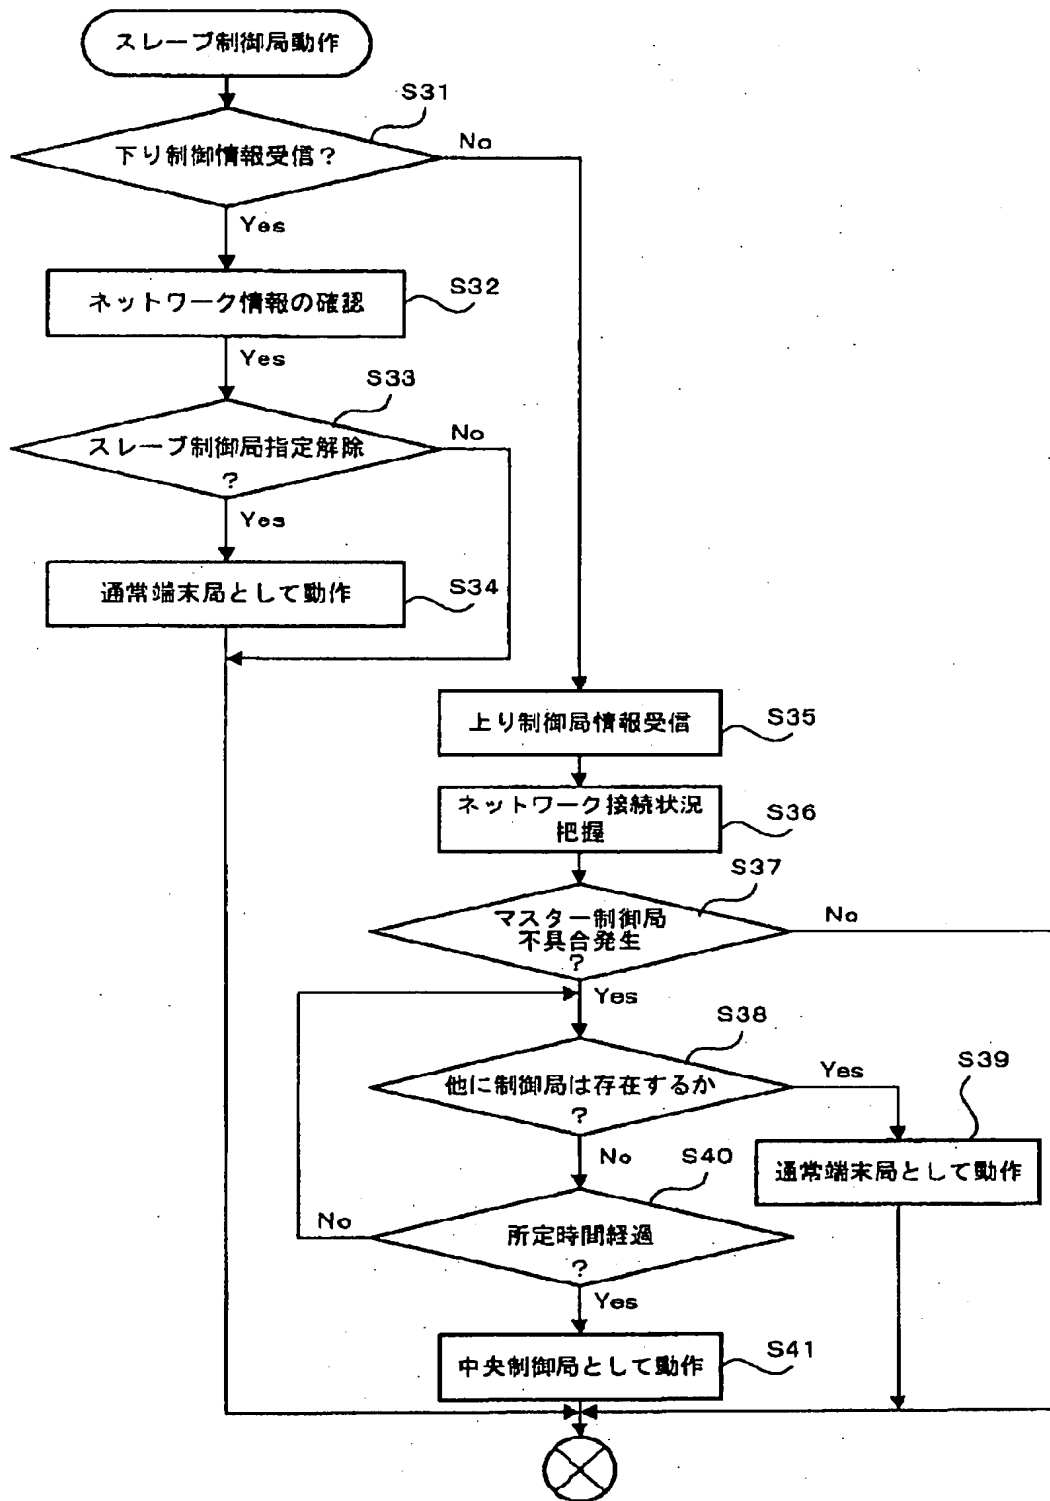 スレーブ制御局動作
S31
下り制御情報受信？
No
Yes
ネットワーク情報の確認
S32
Yes
S33
スレーブ制御局指定解除
？
No
Yes
通常端末局として動作
S34
上り制御局情報受信
S35
ネットワーク接続状況
把握
S36
S37
マスター制御局
不具合発生
？
No
Yes
S38
他に制御局は存在するか
？
Yes
S39
No
通常端末局として動作
S40
所定時間経過
？
No
Yes
中央制御局として動作
S41